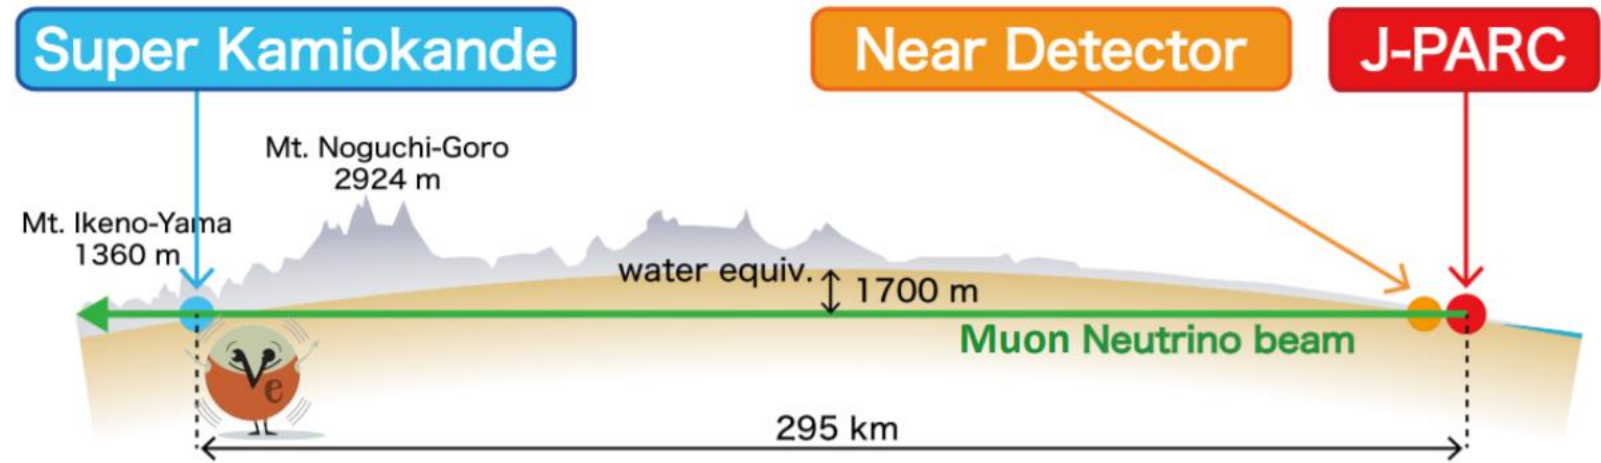 Super Kamiokande
Near Detector
J-PARC
Mt. Noguchi-Goro
2924 m
Mt. Ikeno-Yama
1360 m
water equiv.
1700 m
Muon Neutrino beam
νe
295 km